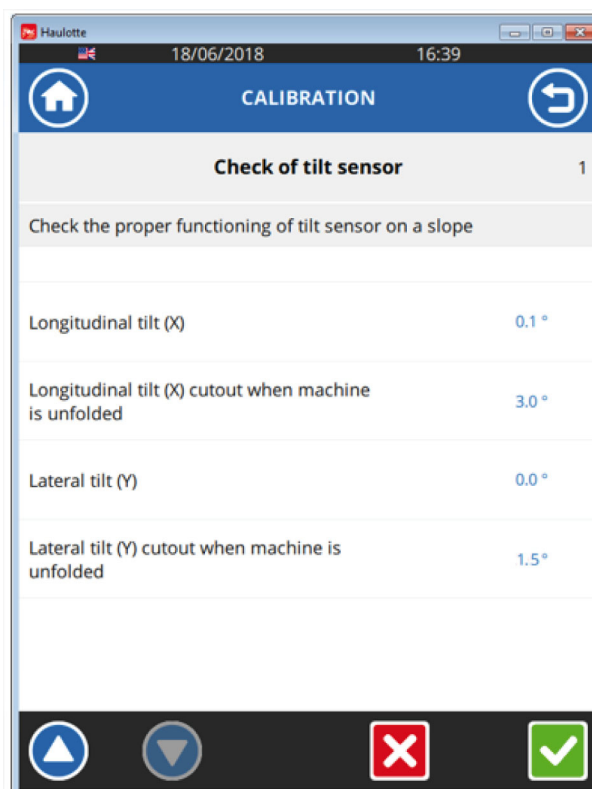 Haulotte
18/06/2018 16:39
CALIBRATION
Check of tilt sensor 1
Check the proper functioning of tilt sensor on a slope
Longitudinal tilt (X) 0.1 °
Longitudinal tilt (X) cutout when machine
is unfolded 3.0 °
Lateral tilt (Y) 0.0 °
Lateral tilt (Y) cutout when machine is
unfolded 1.5°